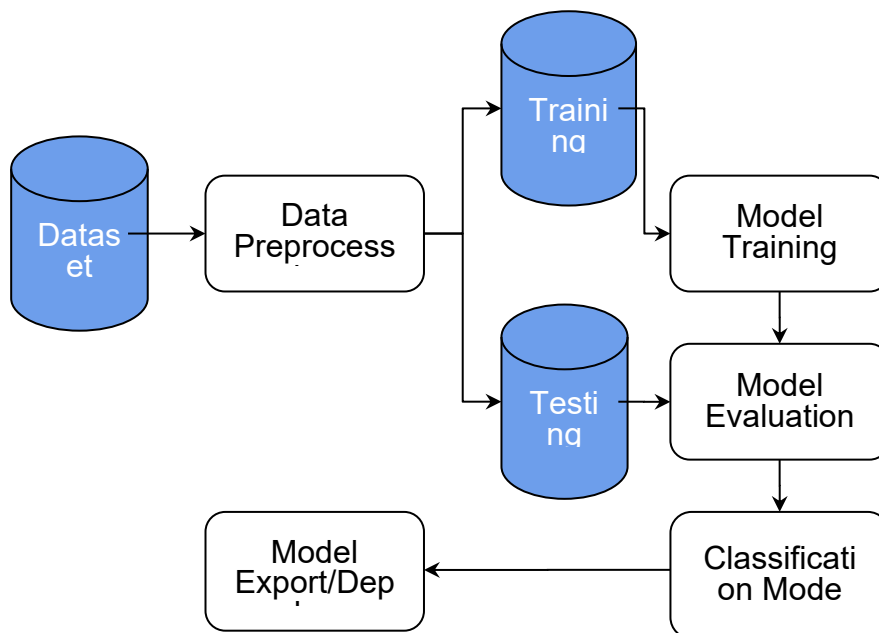 Traini
ng
Datas
et
Data
Preprocess
Model
Training
Testi
ng
Model
Evaluation
Model
Export/Dep
Classificati
on Mode